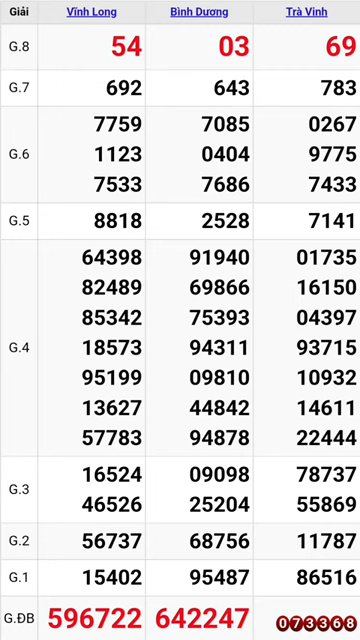 Giải Vĩnh Long Bình Dương Trà Vinh
G.8 54 03 69
G.7 692 643 783
7759 7085 0267
G.6 1123 0404 9775
7533 7686 7433
G.5 8818 2528 7141
64398 91940 01735
82489 69866 16150
85342 75393 04397
G.4 18573 94311 93715
95199 09810 10932
13627 44842 14611
57783 94878 22444
16524 09098 78737
G.3
46526 25204 55869
G.2 56737 68756 11787
G.1 15402 95487 86516
G.ĐB 596722 642247 073368